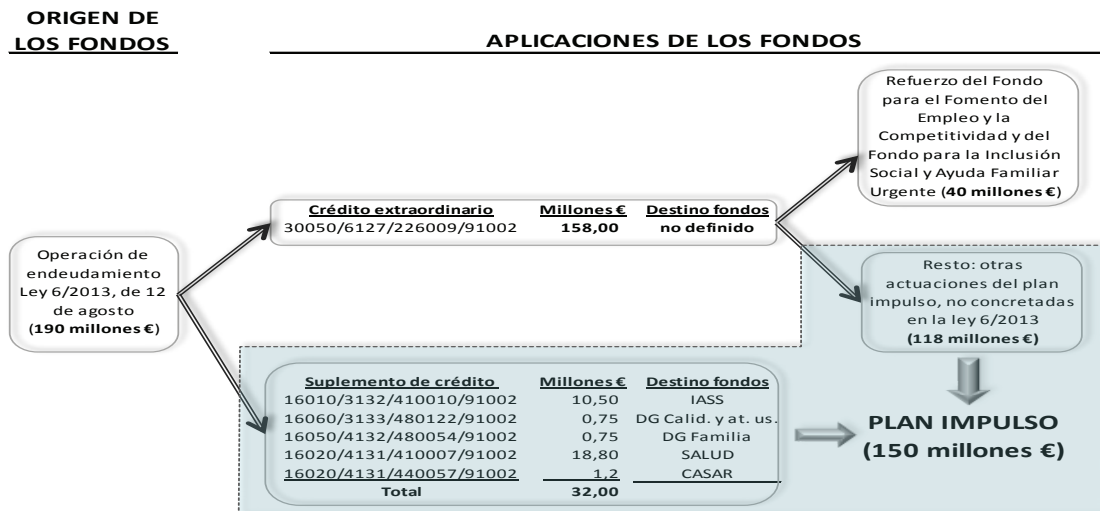 ORIGEN DE
LOS FONDOS
APLICACIONES DE LOS FONDOS
Refuerzo del Fondo
para el Fomento del
Empleo y la
Competitividad y del
Fondo para la Inclusión
Social y Ayuda Familiar
Urgente (40 millones €)
Crédito extraordinario Millones € Destino fondos
30050/6127/226009/91002 158,00 no definido
Operación de
endeudamiento
Ley 6/2013, de 12
de agosto
(190 millones €)
Resto: otras
actuaciones del plan
impulso, no concretadas
en la ley 6/2013
(118 millones €)
Suplemento de crédito Millones € Destino fondos
16010/3132/410010/91002 10,50 IASS
16060/3133/480122/91002 0,75 DG Calid. y at. us.
16050/4132/480054/91002 0,75 DG Familia
16020/4131/410007/91002 18,80 SALUD
16020/4131/440057/91002 1,2 CASAR
Total 32,00
PLAN IMPULSO
(150 millones €)